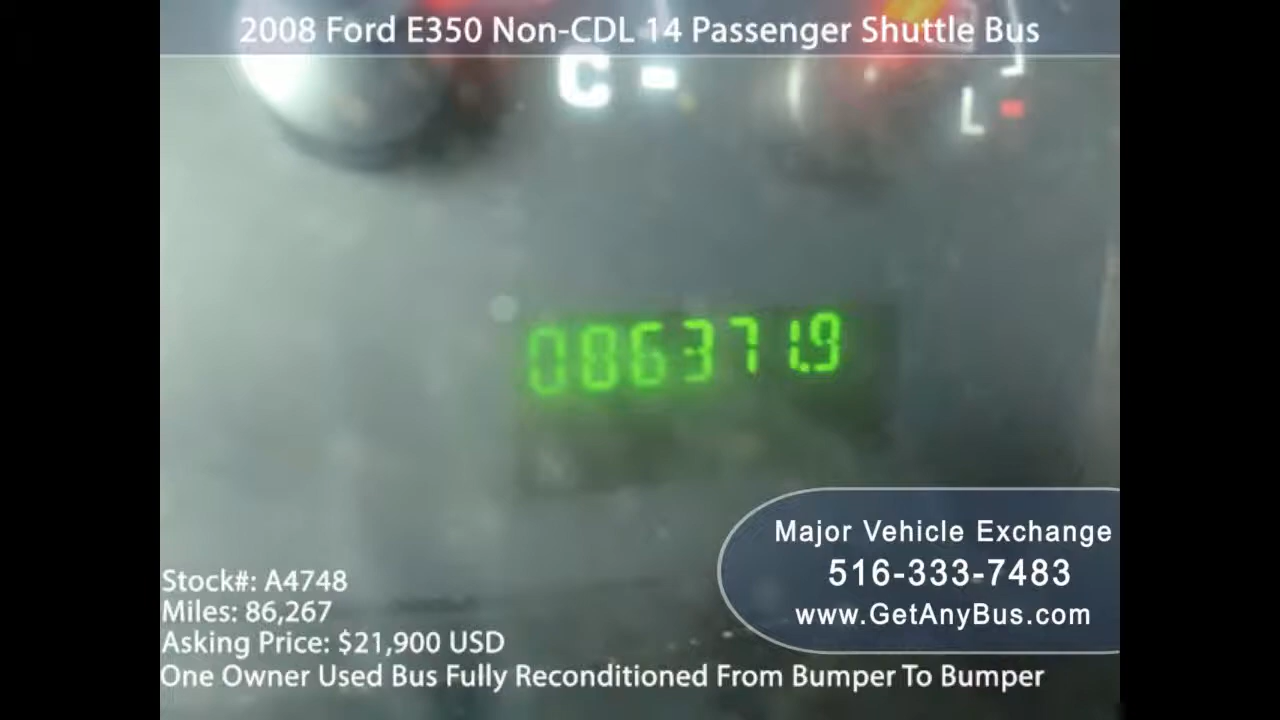 2008 Ford E350 Non-CDL 14 Passenger Shuttle Bus
C
L
086371.9
Major Vehicle Exchange
516-333-7483
www.GetAnyBus.com
Stock#: A4748
Miles: 86,267
Asking Price: $21,900 USD
One Owner Used Bus Fully Reconditioned From Bumper To Bumper